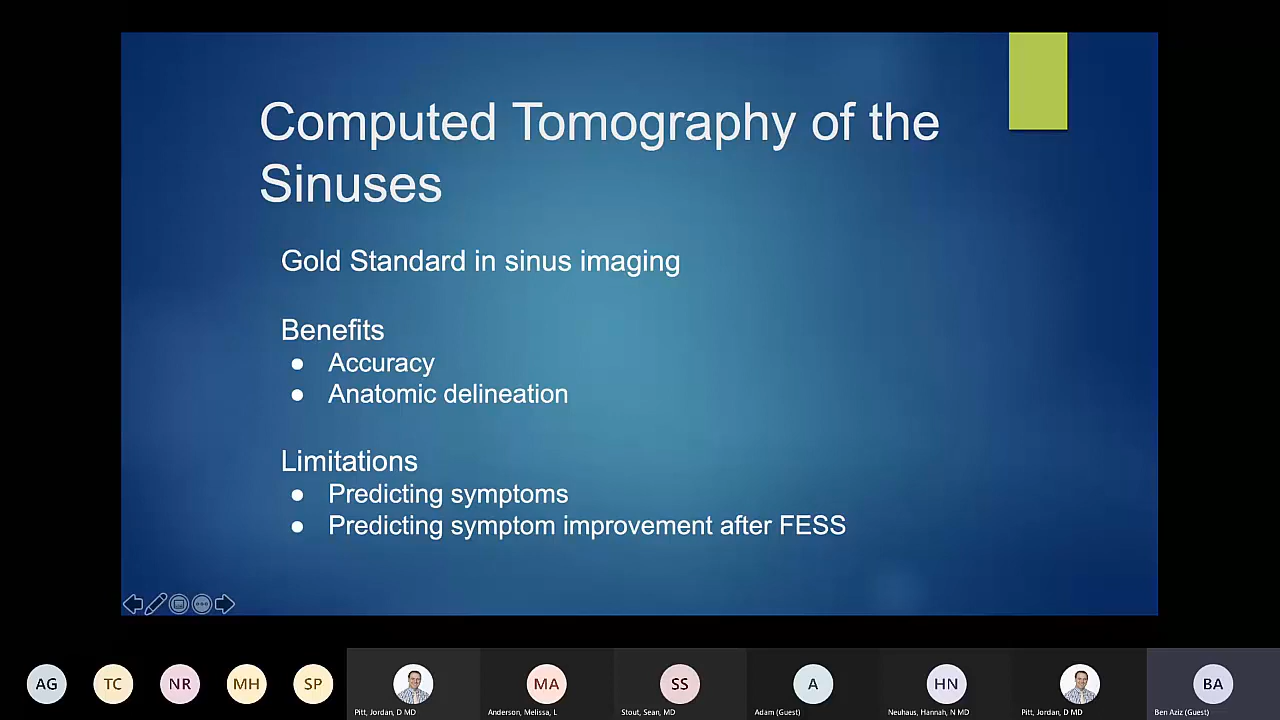 Computed Tomography of the
Sinuses
Gold Standard in sinus imaging
Benefits
● Accuracy
● Anatomic delineation
Limitations
● Predicting symptoms
● Predicting symptom improvement after FESS
AG TC NR MH SP MA SS A HN BA
Pitt, Jordan, D MD Anderson, Melissa, L Stout, Sean, MD Adam (Guest) Neuhaus, Hannah, N MD Pitt, Jordan, D MD Ben Aziz (Guest)